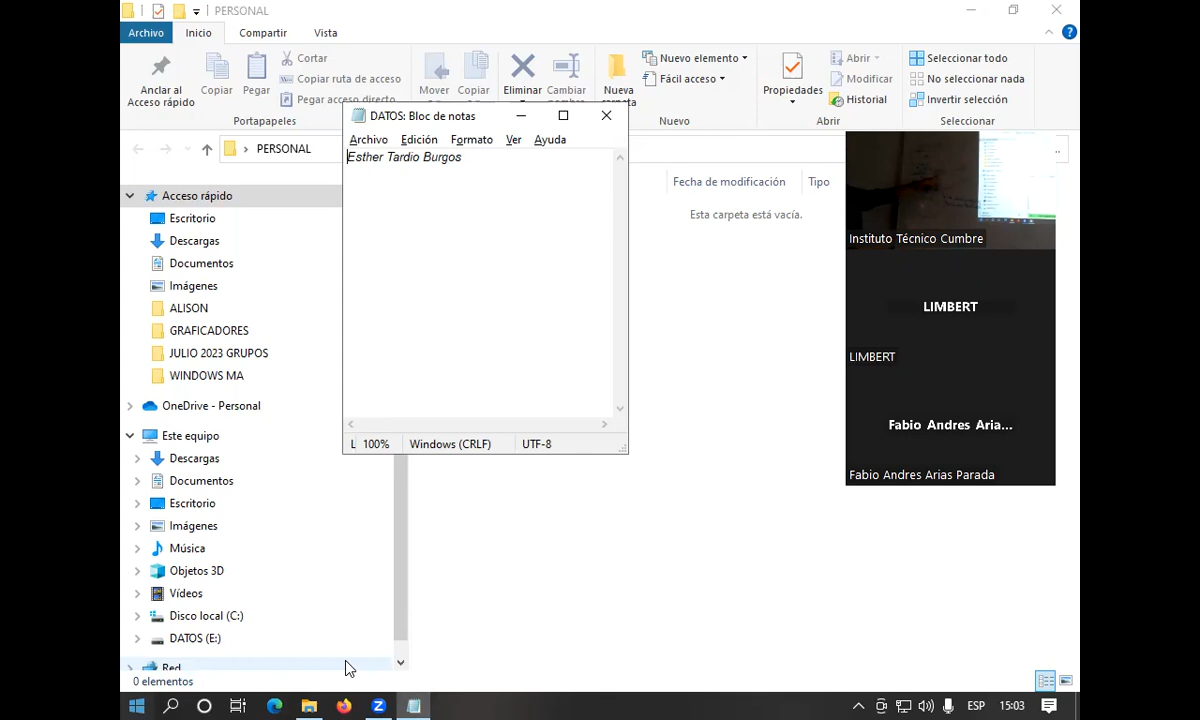 PERSONAL
Archivo Inicio Compartir Vista
Anclar al Acceso rápido
Copiar
Pegar
Cortar
Copiar ruta de acceso
Pegar acceso directo
Portapapeles
Mover
Copiar
Eliminar
Cambiar
Nueva
Nuevo elemento
Fácil acceso
Nuevo
Propiedades
Abrir
Modificar
Historial
Abrir
Seleccionar todo
No seleccionar nada
Invertir selección
Seleccionar
PERSONAL
DATOS: Bloc de notas
Archivo Edición Formato Ver Ayuda
Esther Tardio Burgos
L 100% Windows (CRLF) UTF-8
Fecha de modificación Tipo
Esta carpeta está vacía.
Acceso rápido
Escritorio
Descargas
Documentos
Imágenes
ALISON
GRAFICADORES
JULIO 2023 GRUPOS
WINDOWS MA
OneDrive - Personal
Este equipo
Descargas
Documentos
Escritorio
Imágenes
Música
Objetos 3D
Vídeos
Disco local (C:)
DATOS (E:)
Red
0 elementos
Instituto Técnico Cumbre
LIMBERT
LIMBERT
Fabio Andres Aria...
Fabio Andres Arias Parada
ESP 15:03